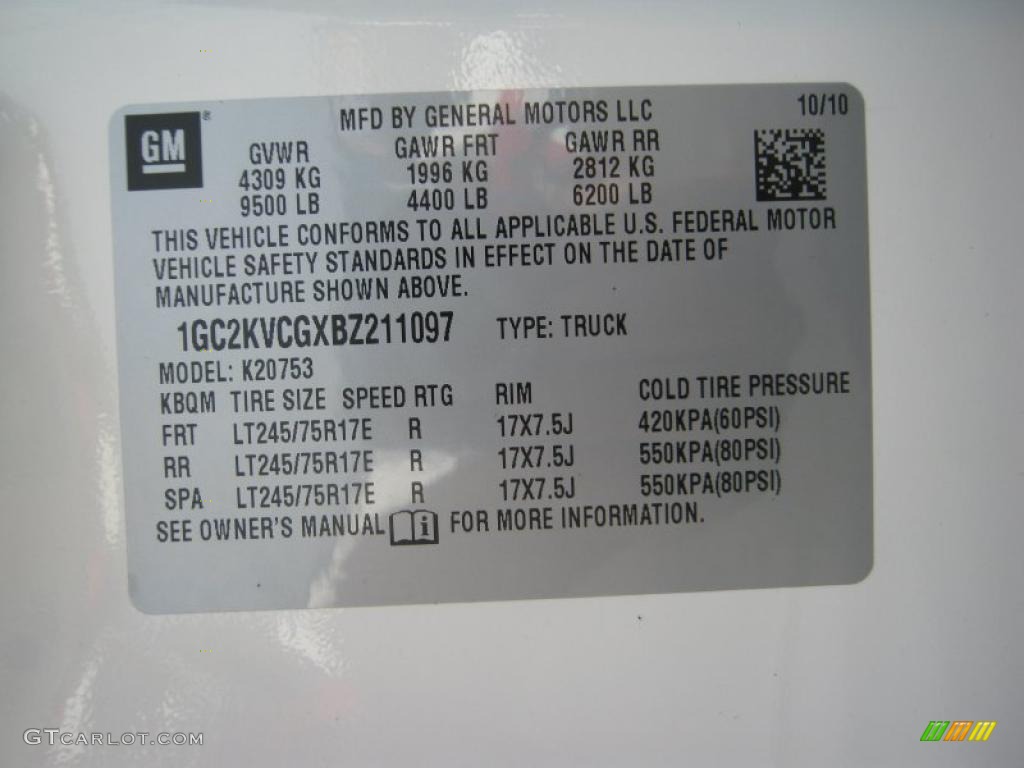 GM ®
MFD BY GENERAL MOTORS LLC 10/10
GVWR GAWR FRT GAWR RR
4309 KG 1996 KG 2812 KG
9500 LB 4400 LB 6200 LB
THIS VEHICLE CONFORMS TO ALL APPLICABLE U.S. FEDERAL MOTOR
VEHICLE SAFETY STANDARDS IN EFFECT ON THE DATE OF
MANUFACTURE SHOWN ABOVE.
1GC2KVCGXBZ211097 TYPE: TRUCK
MODEL: K20753
KBQM TIRE SIZE SPEED RTG RIM COLD TIRE PRESSURE
FRT LT245/75R17E R 17X7.5J 420KPA(60PSI)
RR LT245/75R17E R 17X7.5J 550KPA(80PSI)
SPA LT245/75R17E R 17X7.5J 550KPA(80PSI)
SEE OWNER'S MANUAL i FOR MORE INFORMATION.
GTCARLOT.COM